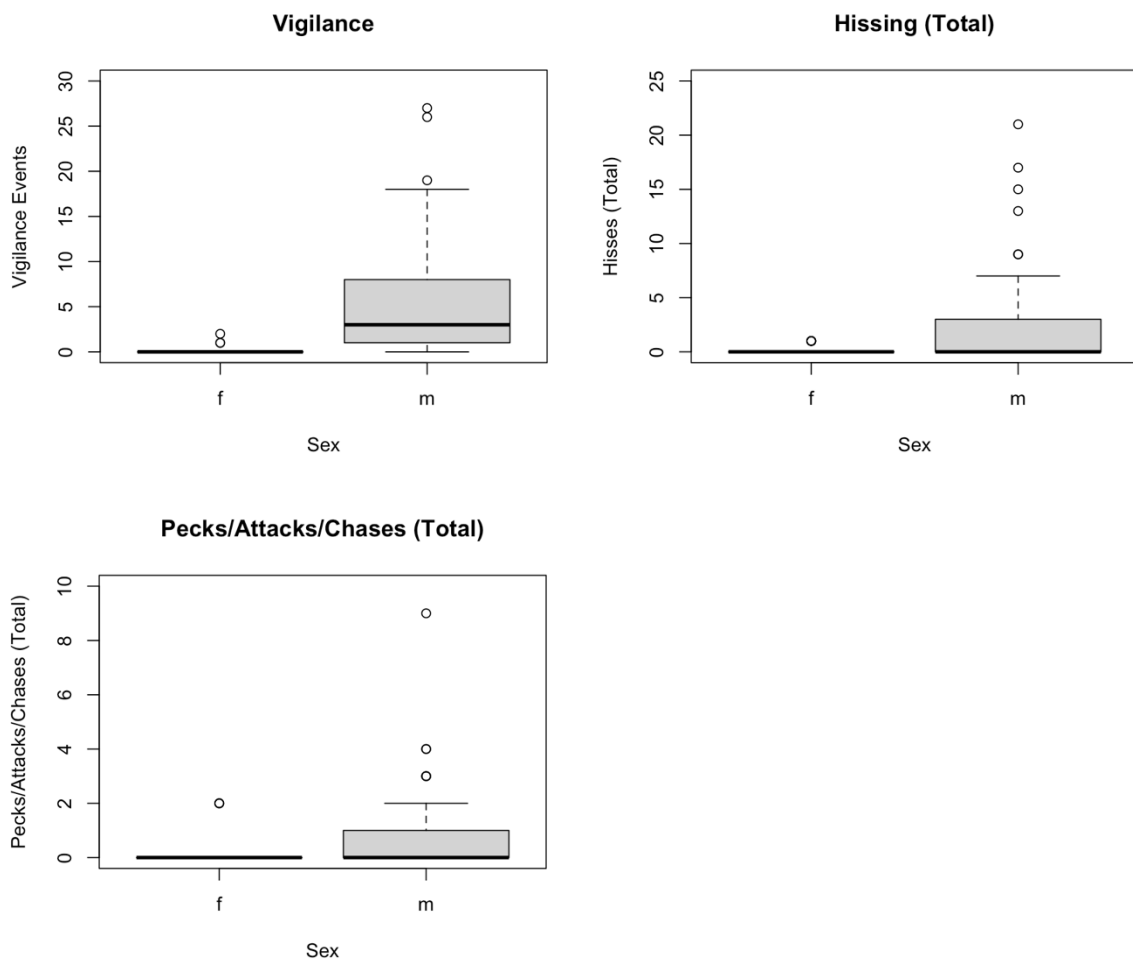 Vigilance
Vigilance Events
30
25
20
15
10
5
0
f
m
Sex
Hissing (Total)
Hisses (Total)
25
20
15
10
5
0
f
m
Sex
Pecks/Attacks/Chases (Total)
Pecks/Attacks/Chases (Total)
10
8
6
4
2
0
f
m
Sex